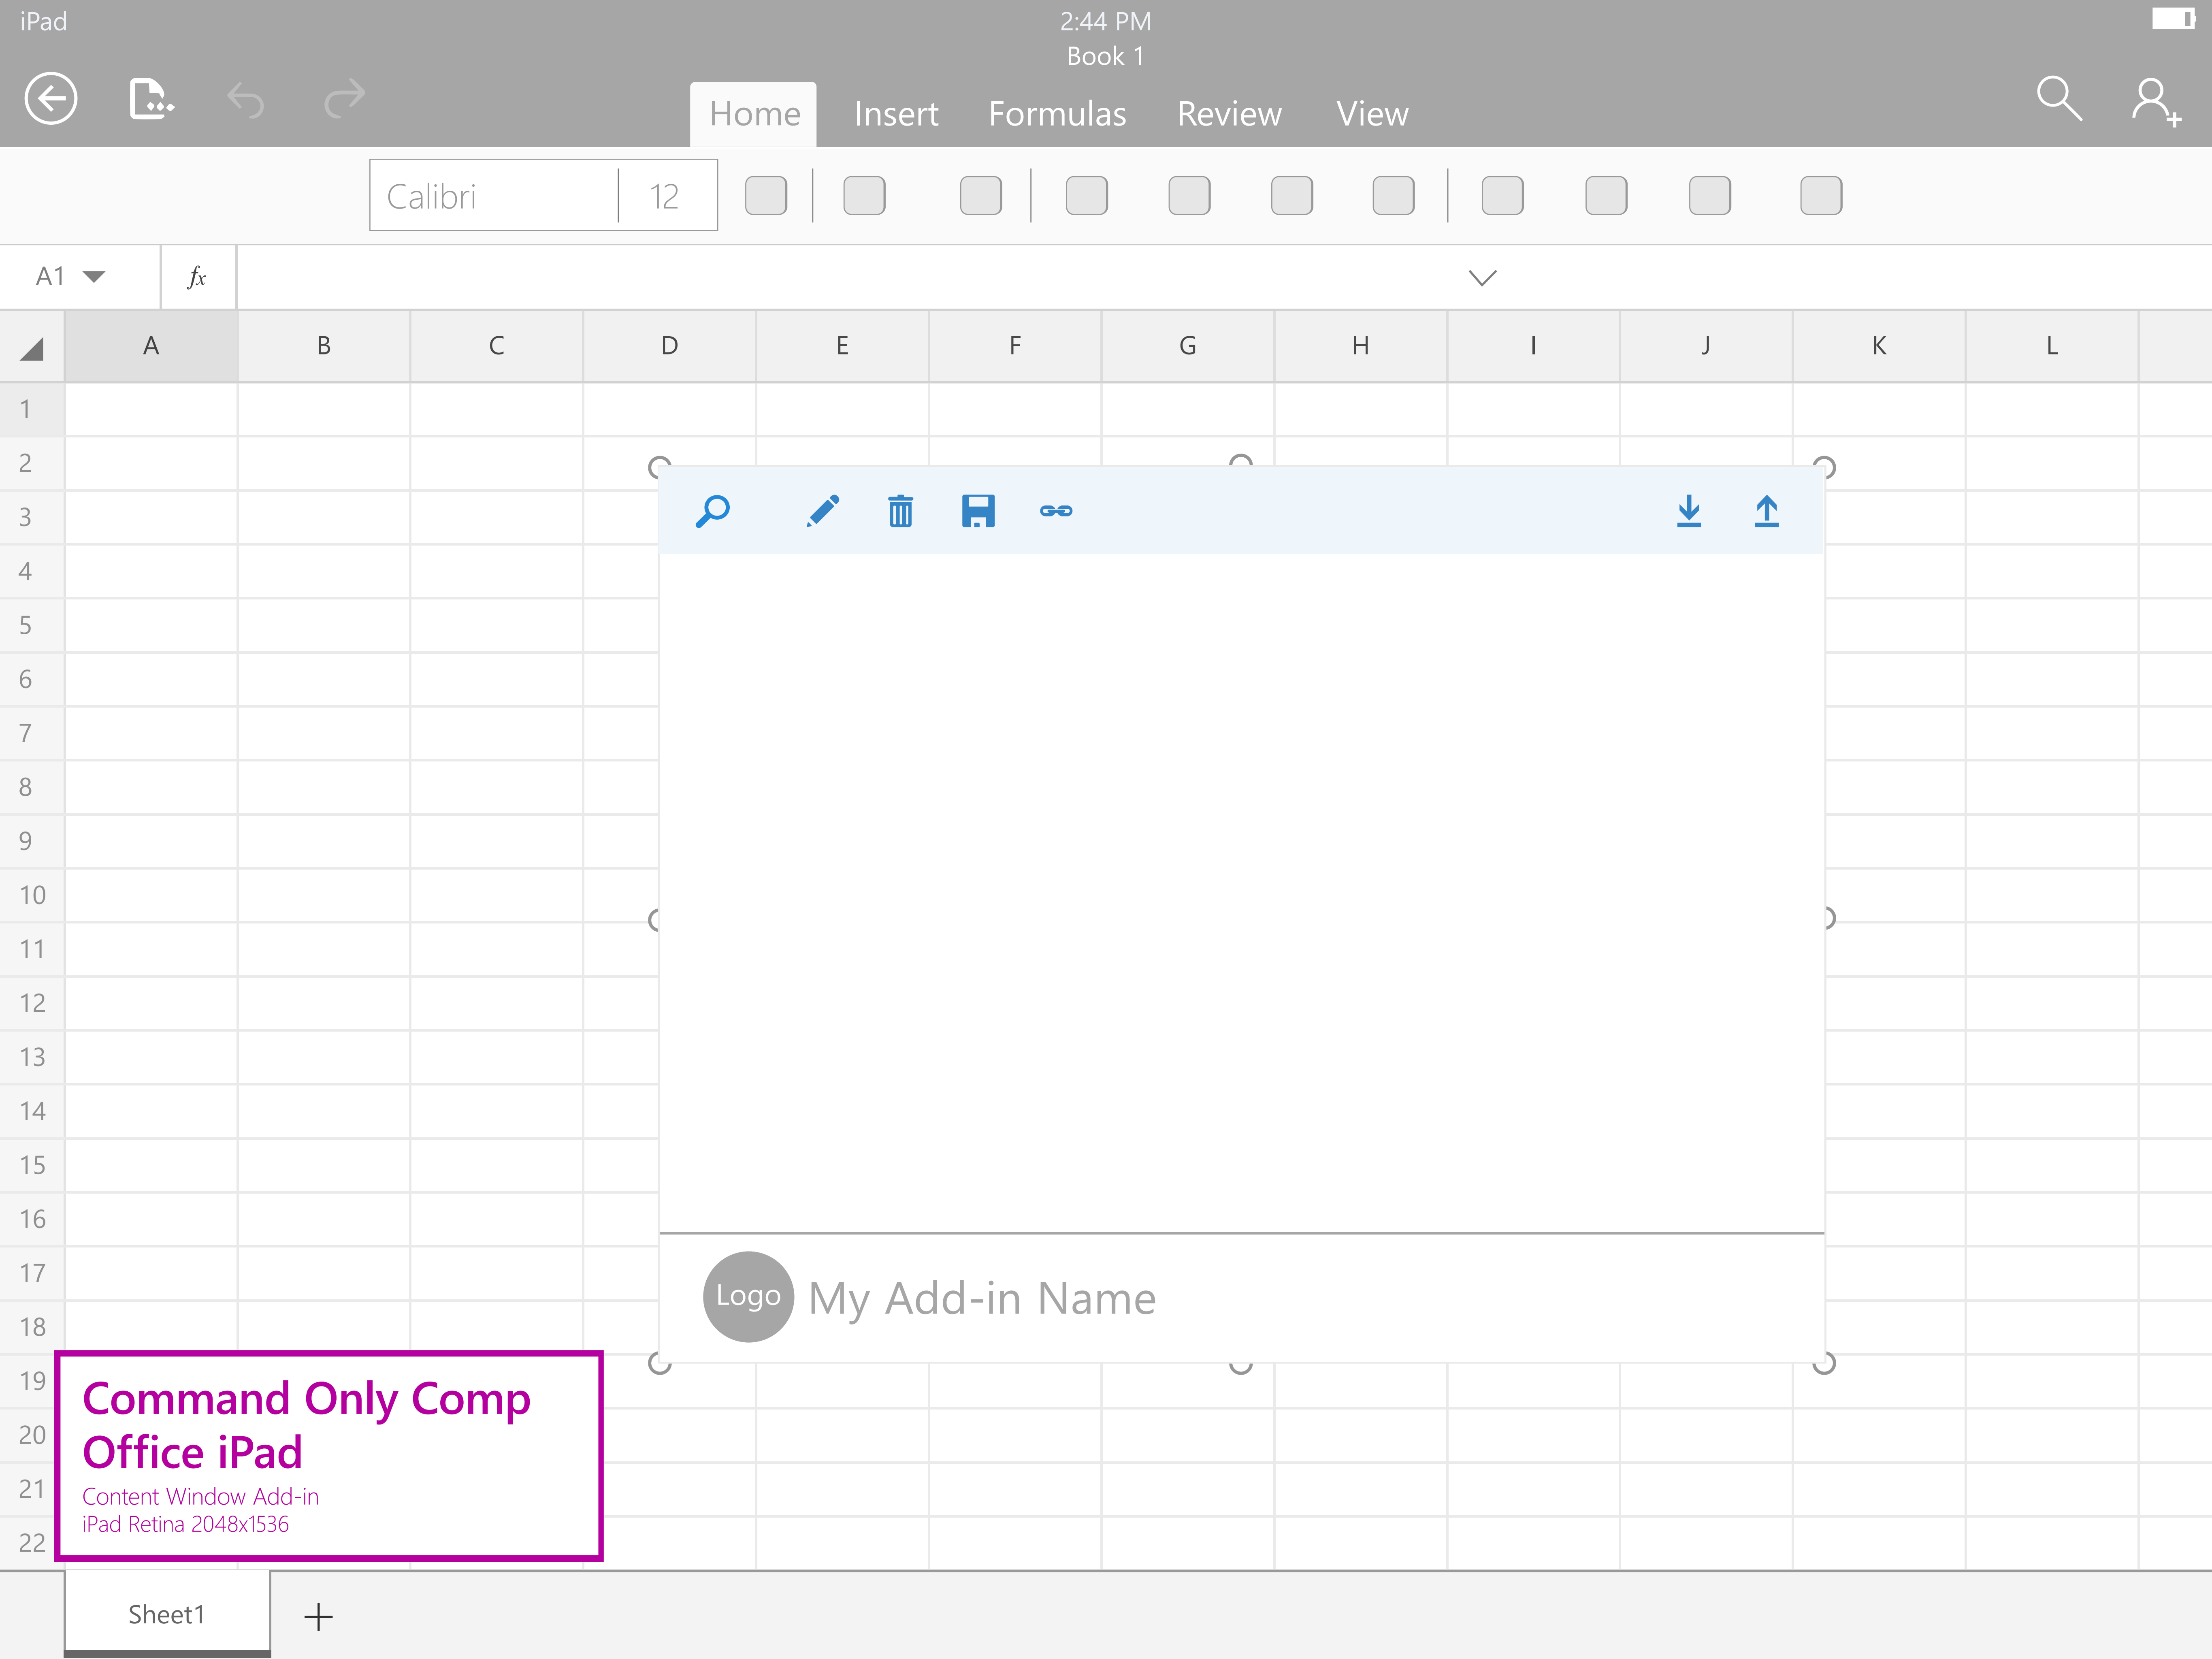 iPad
2:44 PM
Book 1
Home Insert Formulas Review View
Calibri 12
A1 fx
A B C D E F G H I J K L
1
2
3
4
5
6
7
8
9
10
11
12
13
14
15
16
17
Logo My Add-in Name
18
19
Command Only Comp
20
Office iPad
21
Content Window Add-in
iPad Retina 2048x1536
22
Sheet1